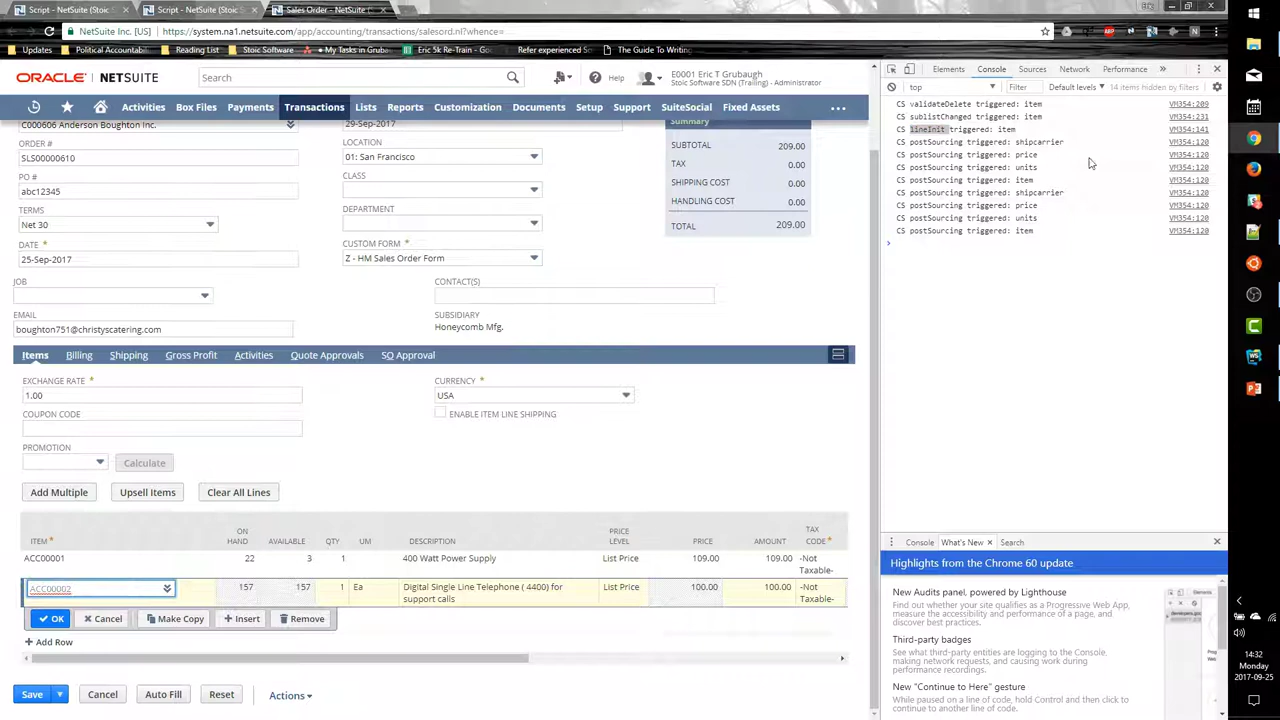 Script - NetSuite (Stoic S
Script - NetSuite (Stoic S
Sales Order - NetSuite (
NetSuite Inc. [US]
https://system.na1.netsuite.com/app/accounting/transactions/salesord.nl?whence=
Updates
Political Accountabil
Reading List
Stoic Software
My Tasks in Grub
Eric 5k Re-Train - Go
Refer experienced S
The Guide To Writing
ORACLE NETSUITE
Search
Help
E0001 Eric T Grubaugh
Stoic Software SDN (Trailing) - Administrator
Activities
Box Files
Payments
Transactions
Lists
Reports
Customization
Documents
Setup
Support
SuiteSocial
Fixed Assets
C000606 Anderson Boughton Inc.
ORDER #
SLS00000610
PO #
abc12345
TERMS
Net 30
DATE *
25-Sep-2017
29-Sep-2017
LOCATION
01: San Francisco
CLASS
DEPARTMENT
CUSTOM FORM *
Z - HM Sales Order Form
Summary
SUBTOTAL 209.00
TAX 0.00
SHIPPING COST 0.00
HANDLING COST 0.00
TOTAL 209.00
JOB
CONTACT(S)
EMAIL
boughton751@christyscatering.com
SUBSIDIARY
Honeycomb Mfg.
Items
Billing
Shipping
Gross Profit
Activities
Quote Approvals
SO Approval
EXCHANGE RATE *
1.00
CURRENCY *
USA
COUPON CODE
ENABLE ITEM LINE SHIPPING
PROMOTION
Calculate
Add Multiple
Upsell Items
Clear All Lines
ITEM *
ON HAND
AVAILABLE
QTY
UM
DESCRIPTION
PRICE LEVEL
PRICE
AMOUNT
TAX CODE *
ACC00001 22 3 1 400 Watt Power Supply List Price 109.00 109.00 -Not Taxable-
ACC00002 157 157 1 Ea Digital Single Line Telephone ( 4400) for support calls List Price 100.00 100.00 -Not Taxable-
OK
Cancel
Make Copy
Insert
Remove
Add Row
Save
Cancel
Auto Fill
Reset
Actions
Elements
Console
Sources
Network
Performance
top
Filter
Default levels
14 items hidden by filters
CS validateDelete triggered: item VM354:209
CS sublistChanged triggered: item VM354:231
CS lineInit triggered: item VM354:141
CS postSourcing triggered: shipcarrier VM354:120
CS postSourcing triggered: price VM354:120
CS postSourcing triggered: units VM354:120
CS postSourcing triggered: item VM354:120
CS postSourcing triggered: shipcarrier VM354:120
CS postSourcing triggered: price VM354:120
CS postSourcing triggered: units VM354:120
CS postSourcing triggered: item VM354:120
Console
What's New
Search
Highlights from the Chrome 60 update
New Audits panel, powered by Lighthouse
Find out whether your site qualifies as a Progressive Web App,
measure the accessibility and performance of a page, and
discover best practices.
Third-party badges
See what third-party entities are logging to the Console,
making network requests, and causing work during
performance recordings.
New "Continue to Here" gesture
While paused on a line of code, hold Control and then click to
continue to another line of code.
14:32
Monday
2017-09-25